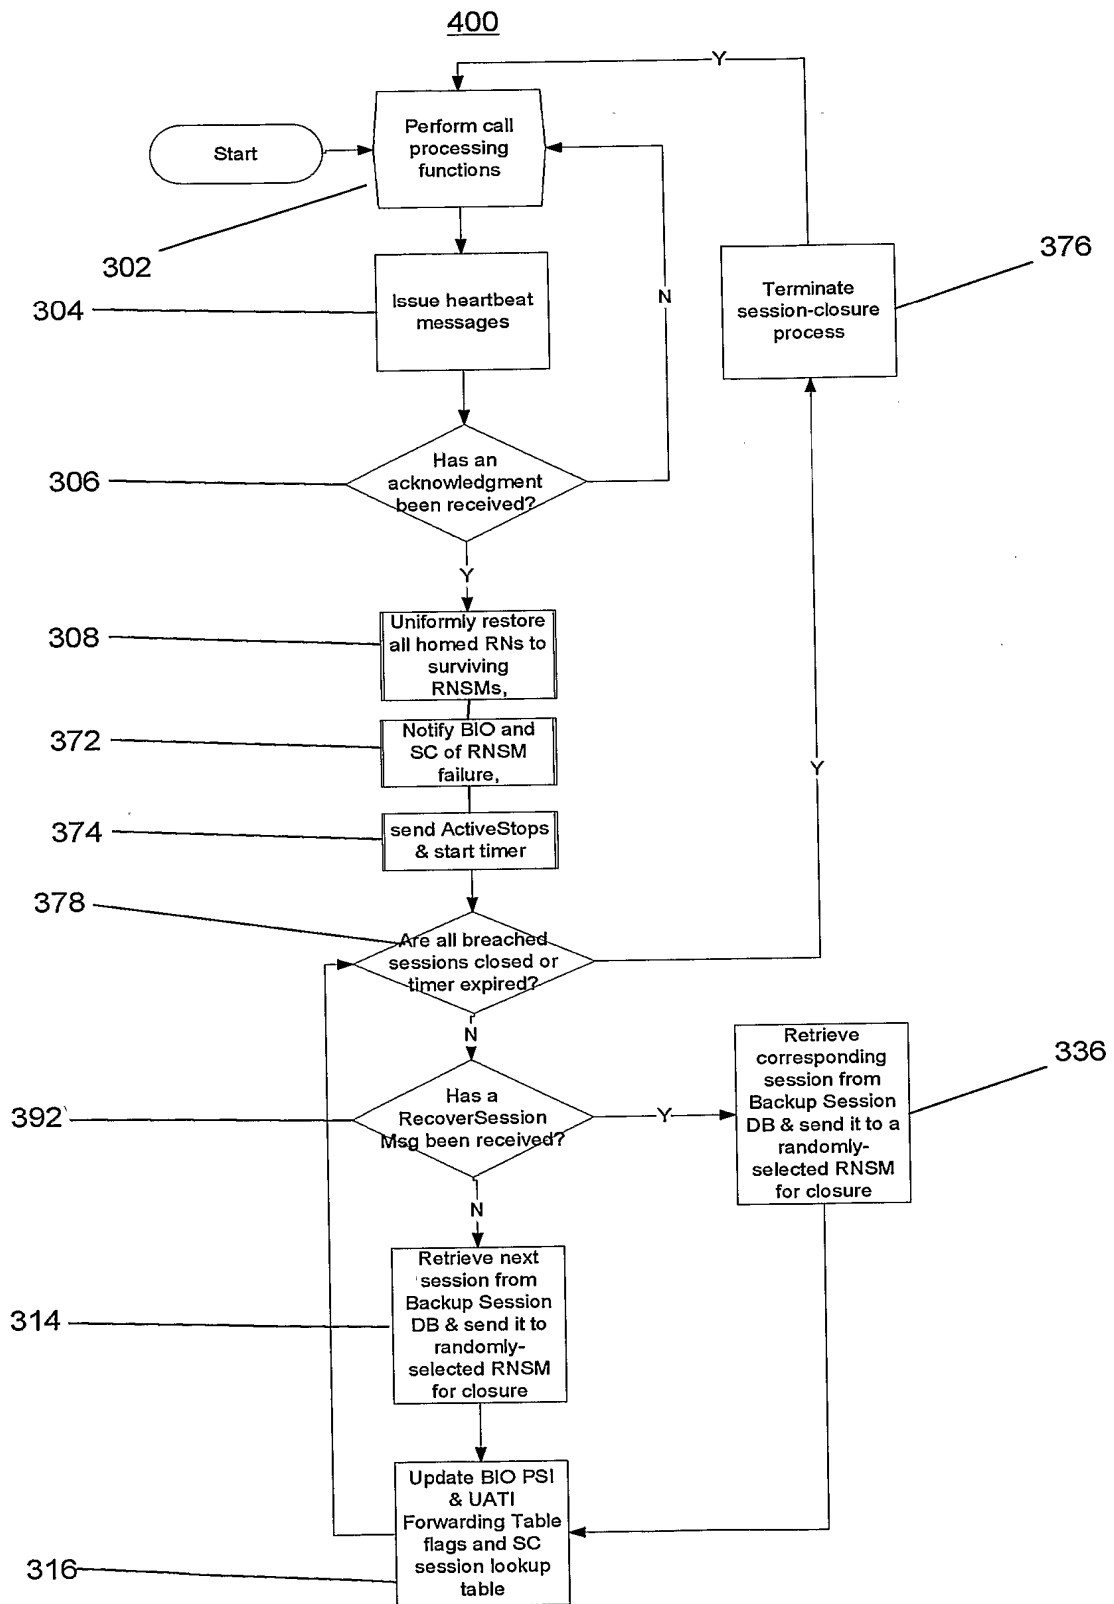 400
Y
Start
Perform call
processing
functions
302
376
304
Issue heartbeat
messages
N
Terminate
session-closure
process
306
Has an
acknowledgment
been received?
Y
308
Uniformly restore
all homed RNs to
surviving
RNSMs,
372
Notify BIO and
SC of RNSM
failure,
Y
374
send ActiveStops
& start timer
378
Are all breached
sessions closed or
timer expired?
N
392
Has a
RecoverSession
Msg been received?
Y
Retrieve
corresponding
session from
Backup Session
DB & send it to a
randomly-
selected RNSM
for closure
336
N
314
Retrieve next
session from
Backup Session
DB & send it to
randomly-
selected RNSM
for closure
316
Update BIO PSI
& UATI
Forwarding Table
flags and SC
session lookup
table